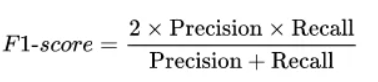 F1-score = 2 × Precision × Recall / Precision + Recall